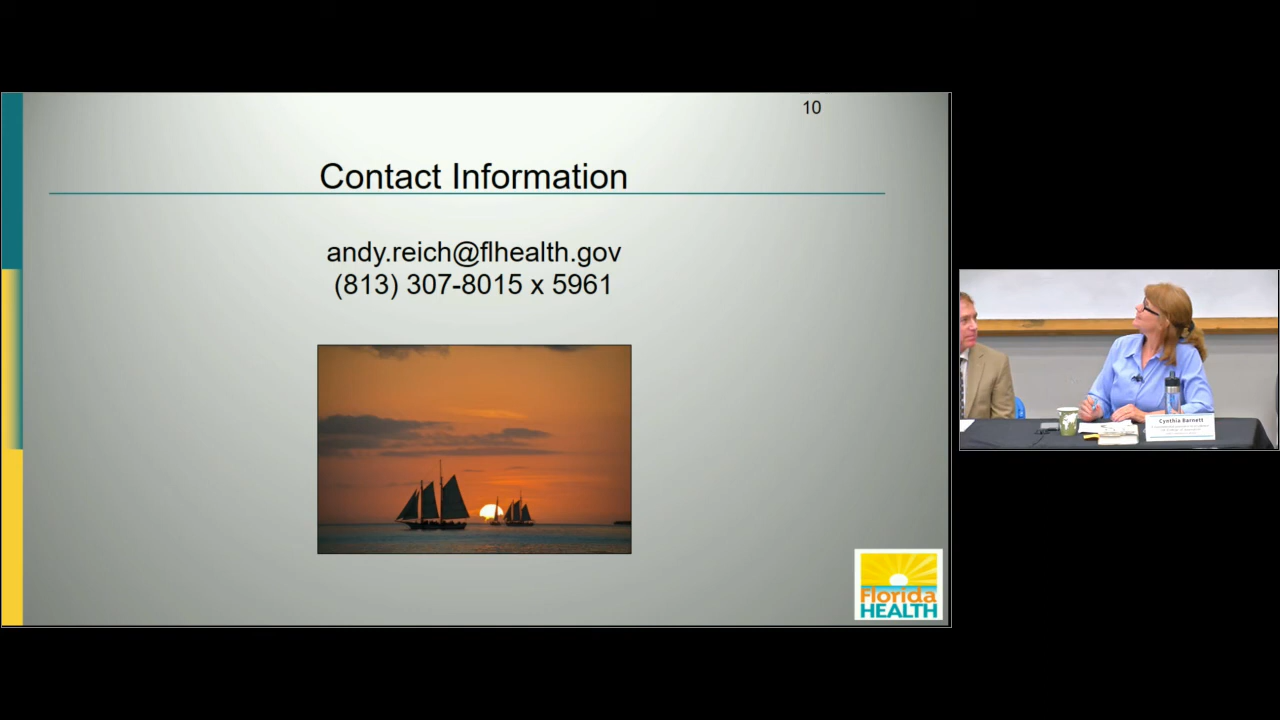 10
Contact Information
andy.reich@flhealth.gov
(813) 307-8015 x 5961
Florida
HEALTH
Cynthia Barnett